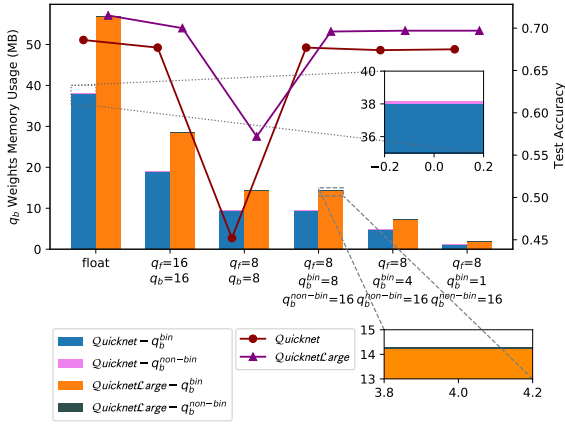 q_b Weights Memory Usage (MB)
0
10
20
30
40
50
0.45
0.50
0.55
0.60
0.65
0.70
Test Accuracy
40
38
36
−0.2 0.0 0.2
float
q_f=16
q_b=16
q_f=8
q_b=8
q_f=8
q_b^bin=8
q_b^non−bin=16
q_f=8
q_b^bin=4
q_b^non−bin=16
q_f=8
q_b^bin=1
q_b^non−bin=16
Quicknet − q_b^bin
Quicknet − q_b^non−bin
QuicknetLarge − q_b^bin
QuicknetLarge − q_b^non−bin
Quicknet
QuicknetLarge
15
14
13
3.8 4.0 4.2